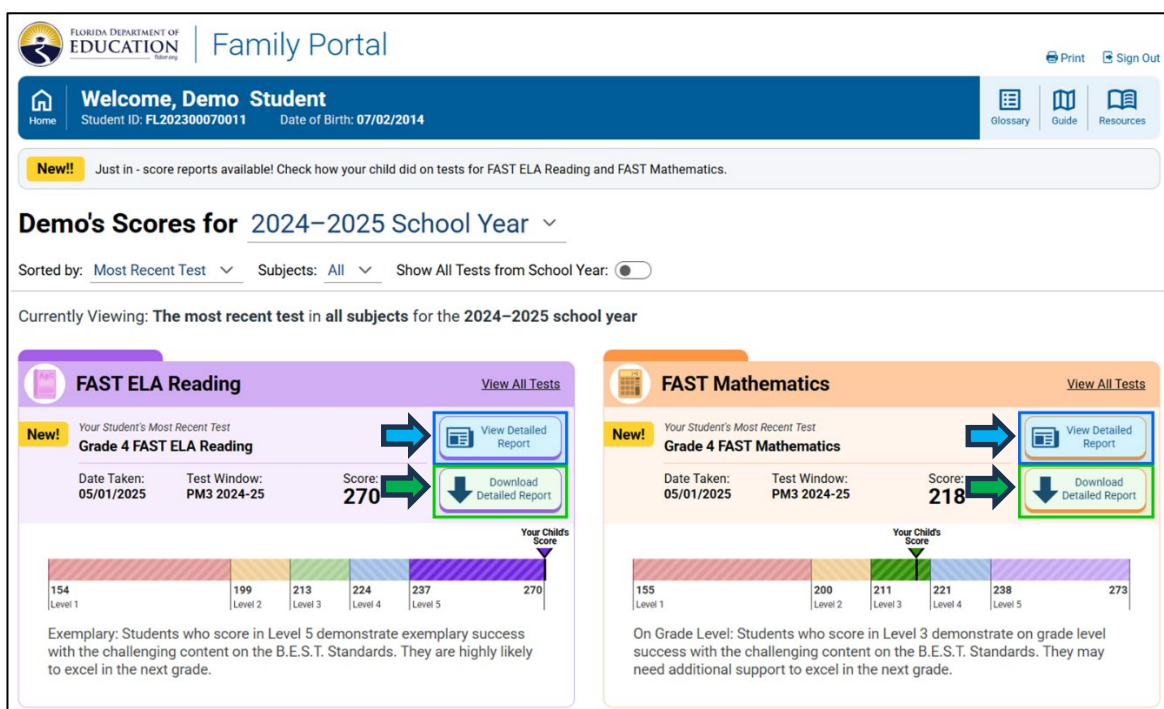 FLORIDA DEPARTMENT OF
EDUCATION
fldoe.org
Family Portal
Print
Sign Out
Home
Welcome, Demo Student
Student ID: FL202300070011 Date of Birth: 07/02/2014
Glossary
Guide
Resources
New!! Just in - score reports available! Check how your child did on tests for FAST ELA Reading and FAST Mathematics.
Demo's Scores for 2024–2025 School Year
Sorted by: Most Recent Test Subjects: All Show All Tests from School Year:
Currently Viewing: The most recent test in all subjects for the 2024–2025 school year
FAST ELA Reading
View All Tests
New!
Your Student's Most Recent Test
Grade 4 FAST ELA Reading
View Detailed
Report
Date Taken: Test Window: Score:
05/01/2025 PM3 2024-25 270
Download
Detailed Report
Your Child's
Score
154 199 213 224 237 270
Level 1 Level 2 Level 3 Level 4 Level 5
Exemplary: Students who score in Level 5 demonstrate exemplary success
with the challenging content on the B.E.S.T. Standards. They are highly likely
to excel in the next grade.
FAST Mathematics
View All Tests
New!
Your Student's Most Recent Test
Grade 4 FAST Mathematics
View Detailed
Report
Date Taken: Test Window: Score:
05/01/2025 PM3 2024-25 218
Download
Detailed Report
Your Child's
Score
155 200 211 221 238 273
Level 1 Level 2 Level 3 Level 4 Level 5
On Grade Level: Students who score in Level 3 demonstrate on grade level
success with the challenging content on the B.E.S.T. Standards. They may
need additional support to excel in the next grade.